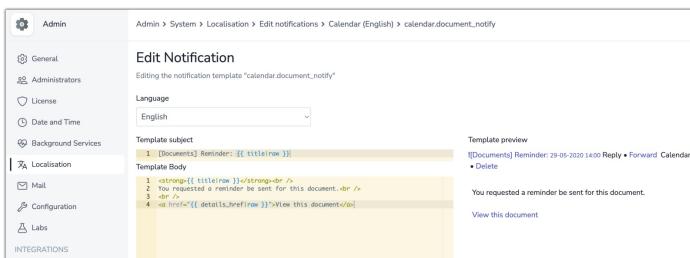 Admin
Admin > System > Localisation > Edit notifications > Calendar (English) > calendar.document_notify
General
Administrators
License
Date and Time
Background Services
Localisation
Mail
Configuration
Labs
INTEGRATIONS
Edit Notification
Editing the notification template "calendar.document_notify"
Language
English
Template subject
1 [Documents] Reminder: {{ title|raw }}
Template Body
1 <strong>{{ title|raw }}</strong><br />
2 You requested a reminder be sent for this document.<br />
3 <br />
4 <a href="{{ details_href|raw }}">View this document</a>
Template preview
![Documents] Reminder: 29-05-2020 14:00 Reply • Forward Calendar
• Delete
You requested a reminder be sent for this document.
View this document